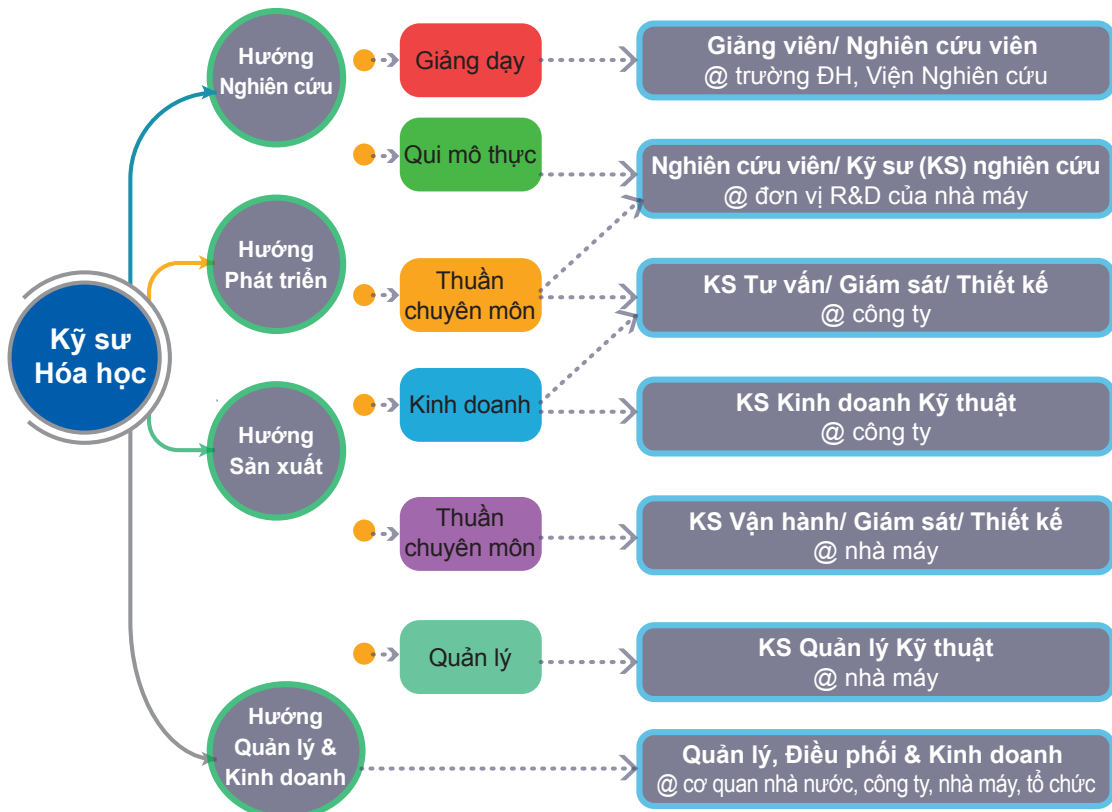 Kỹ sư
Hóa học
Hướng
Nghiên cứu
Hướng
Phát triển
Hướng
Sản xuất
Hướng
Quản lý &
Kinh doanh
Giảng dạy
Qui mô thực
Thuần
chuyên môn
Kinh doanh
Thuần
chuyên môn
Quản lý
Giảng viên/ Nghiên cứu viên
@ trường ĐH, Viện Nghiên cứu
Nghiên cứu viên/ Kỹ sư (KS) nghiên cứu
@ đơn vị R&D của nhà máy
KS Tư vấn/ Giám sát/ Thiết kế
@ công ty
KS Kinh doanh Kỹ thuật
@ công ty
KS Vận hành/ Giám sát/ Thiết kế
@ nhà máy
KS Quản lý Kỹ thuật
@ nhà máy
Quản lý, Điều phối & Kinh doanh
@ cơ quan nhà nước, công ty, nhà máy, tổ chức